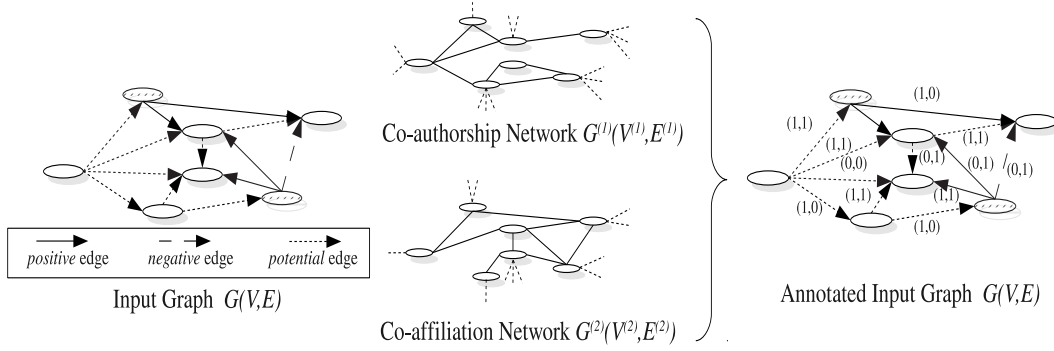 positive edge
negative edge
potential edge
Input Graph G(V,E)
Co-authorship Network G(1)(V(1),E(1))
Co-affiliation Network G(2)(V(2),E(2))
(1,0)
(1,1)
(1,1)
(1,1)
(0,0)
(0,1)
(0,1)
(0,1)
(1,1)
(1,1)
(1,0)
(1,0)
Annotated Input Graph G(V,E)